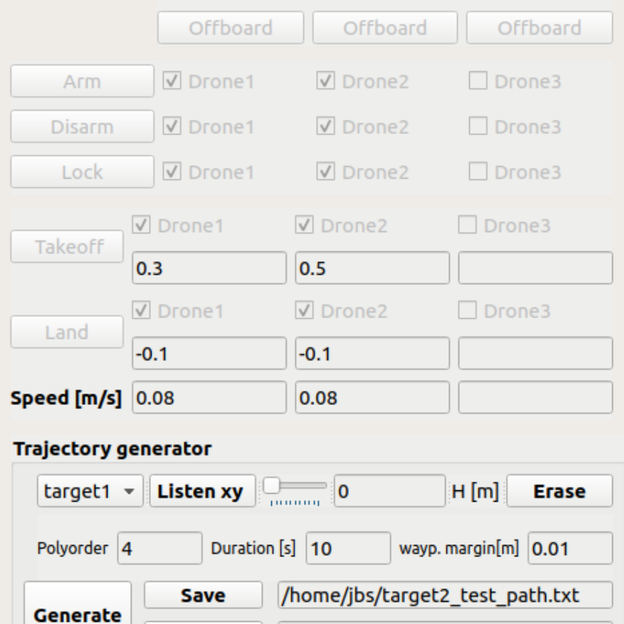 Offboard Offboard Offboard
Arm Drone1 Drone2 Drone3
Disarm Drone1 Drone2 Drone3
Lock Drone1 Drone2 Drone3
Drone1 Drone2 Drone3
Takeoff
0.3 0.5
Drone1 Drone2 Drone3
Land
-0.1 -0.1
Speed [m/s] 0.08 0.08
Trajectory generator
target1 Listen xy 0 H [m] Erase
Polyorder 4 Duration [s] 10 wayp. margin[m] 0.01
Save /home/jbs/target2_test_path.txt
Generate